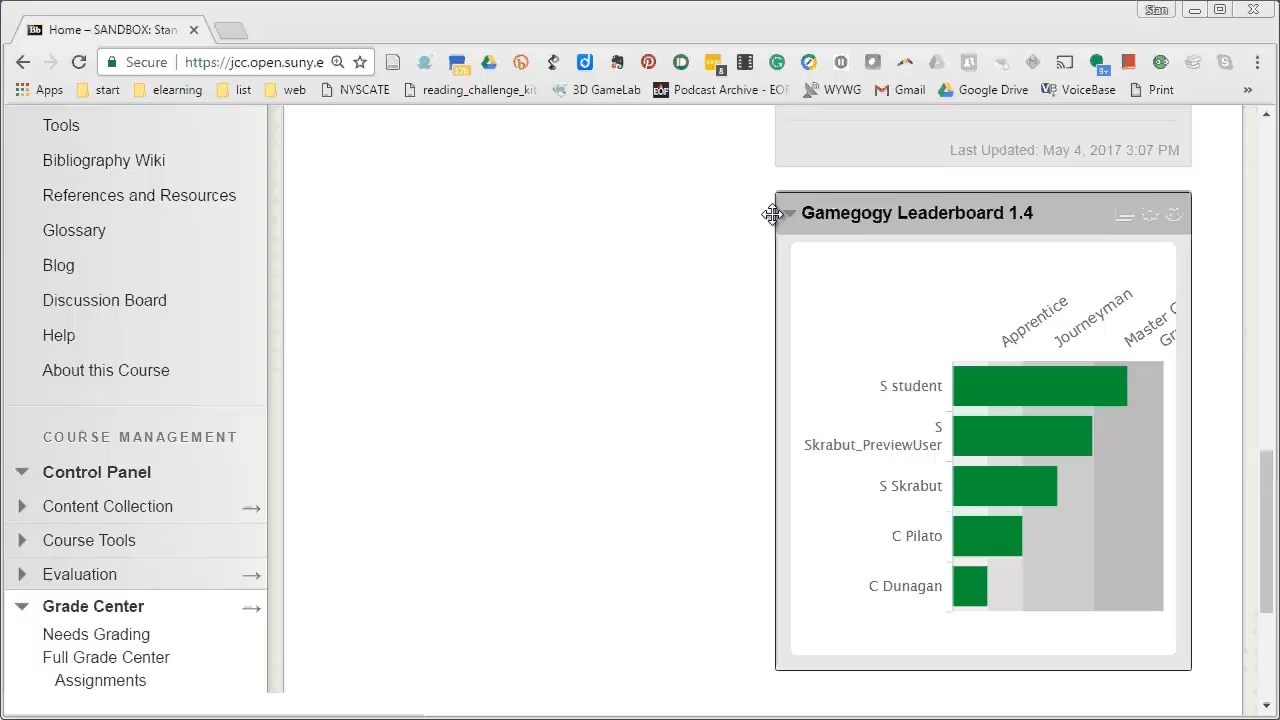 Stan
Bb Home – SANDBOX: Stan
Secure https://jcc.open.suny.e
Apps start elearning list web NYSCATE reading_challenge_kit 3D GameLab EOF Podcast Archive - EOF WYWG Gmail Google Drive VoiceBase Print »
Tools
Bibliography Wiki
References and Resources
Glossary
Blog
Discussion Board
Help
About this Course
COURSE MANAGEMENT
Control Panel
Content Collection
Course Tools
Evaluation
Grade Center
Needs Grading
Full Grade Center
Assignments
Last Updated: May 4, 2017 3:07 PM
Gamegogy Leaderboard 1.4
Apprentice
Journeyman
Master
S student
S
Skrabut_PreviewUser
S Skrabut
C Pilato
C Dunagan